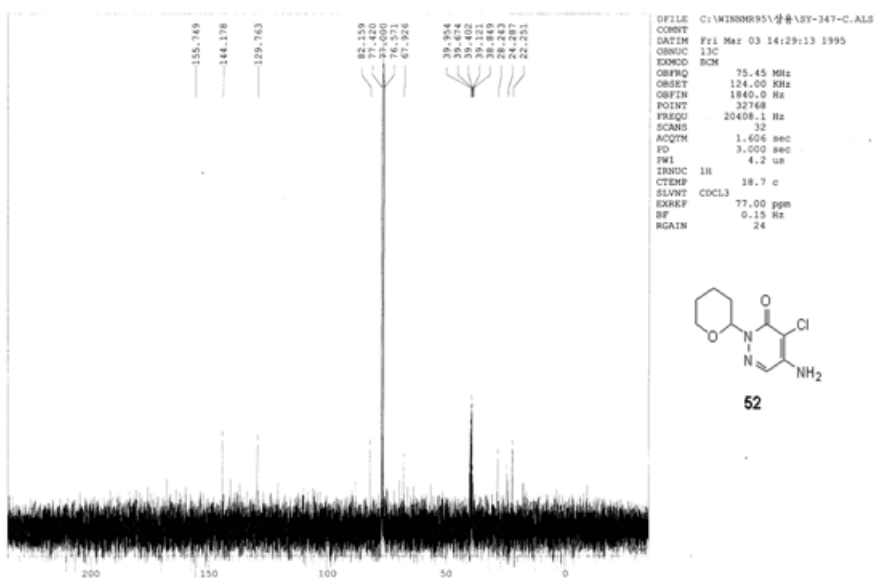 155.749
144.178
129.763
82.159
77.420
77.000
76.571
67.926
39.954
39.674
39.402
39.121
38.849
28.243
24.287
22.251
DFILE C:\WINNMR95\상용\SY-347-C.ALS
COMNT
DATIM Fri Mar 03 14:29:13 1995
OBNUC 13C
EXMOD BCM
OBFRQ 75.45 MHz
OBSET 124.00 KHz
OBFIN 1840.0 Hz
POINT 32768
FREQU 20408.1 Hz
SCANS 32
ACQTM 1.606 sec
PD 3.000 sec
PW1 4.2 us
IRNUC 1H
CTEMP 18.7 c
SLVNT CDCL3
EXREF 77.00 ppm
BF 0.15 Hz
RGAIN 24
O
O
N
Cl
N
NH2
52
200 150 100 50 0